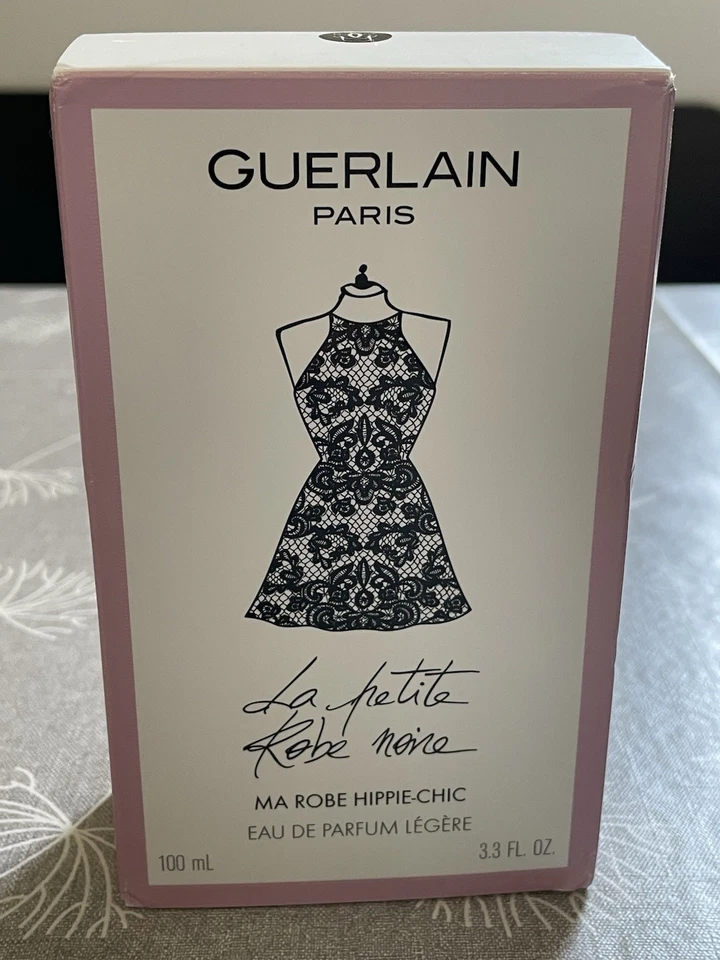 GUERLAIN
PARIS
La petite
Robe noire
MA ROBE HIPPIE-CHIC
EAU DE PARFUM LÉGÈRE
100 mL
3.3 FL. OZ.